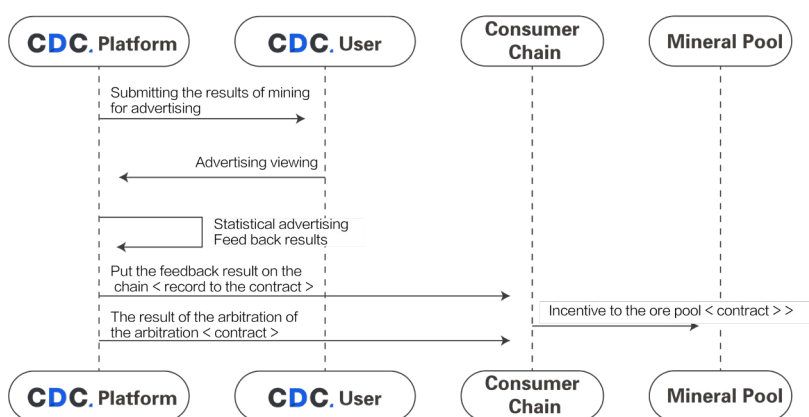 CDC. Platform
CDC. User
Consumer
Chain
Mineral Pool
Submitting the results of mining
for advertising
Advertising viewing
Statistical advertising
Feed back results
Put the feedback result on the
chain < record to the contract >
Incentive to the ore pool < contract > >
The result of the arbitration of
the arbitration < contract >
CDC. Platform
CDC. User
Consumer
Chain
Mineral Pool